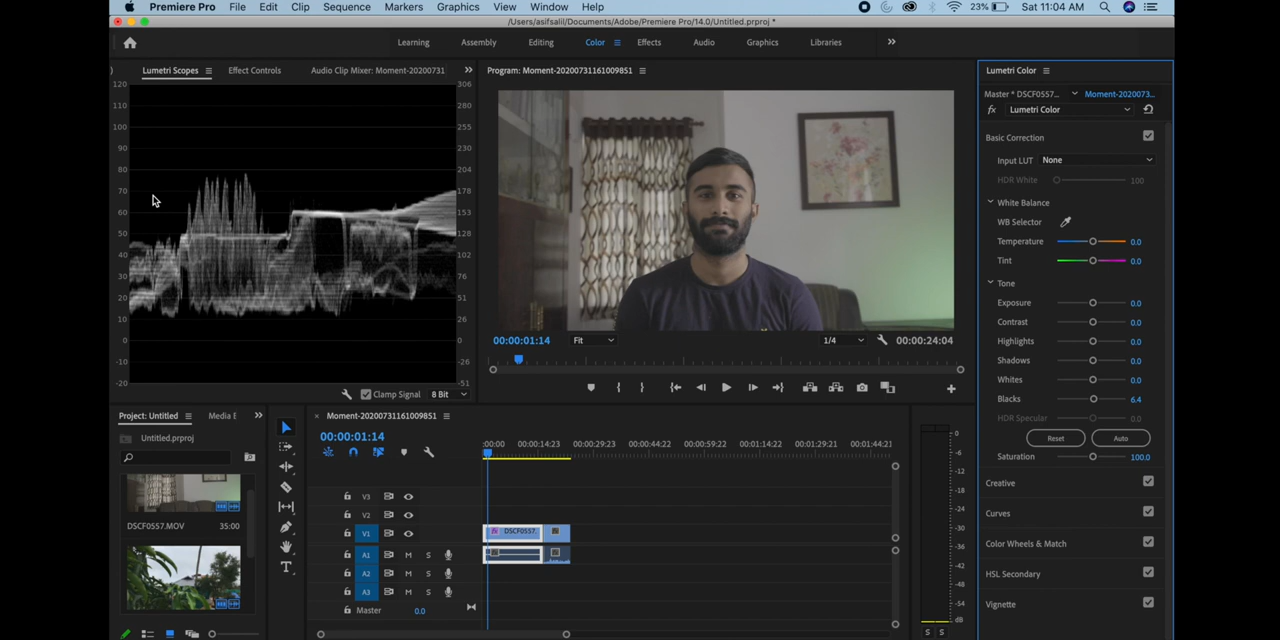 Premiere Pro File Edit Clip Sequence Markers Graphics View Window Help 23% Sat 11:04 AM
/Users/asifsalil/Documents/Adobe/Premiere Pro/14.0/Untitled.prproj *
Learning Assembly Editing Color Effects Audio Graphics Libraries
Lumetri Scopes Effect Controls Audio Clip Mixer: Moment-20200731 Program: Moment-20200731161009851 Lumetri Color
120 306
110 285
100 255
90 230
80 204
70 178
60 153
50 128
40 102
30 76
20 51
10 26
0 0
-10 -26
-20 -51
Clamp Signal 8 Bit
00:00:01:14 Fit 1/4 00:00:24:04
Master * DSCF0557... Moment-2020073...
fx Lumetri Color
Basic Correction
Input LUT None
HDR White 100
White Balance
WB Selector
Temperature 0.0
Tint 0.0
Tone
Exposure 0.0
Contrast 0.0
Highlights 0.0
Shadows 0.0
Whites 0.0
Blacks 6.4
HDR Specular 0.0
Reset Auto
Saturation 100.0
Creative
Curves
Color Wheels & Match
HSL Secondary
Vignette
Project: Untitled Media E
Untitled.prproj
DSCF0557.MOV 35:00
Moment-20200731161009851
00:00:01:14
:00:00 00:00:14:23 00:00:29:23 00:00:44:22 00:00:59:22 00:01:14:22 00:01:29:21 00:01:44:21
V3
V2
V1 fx DSCF0557.
A1 M S
A2 M S
A3 M S
Master 0.0
0
-6
-12
-18
-24
-30
-36
-42
-48
-54
dB
S S